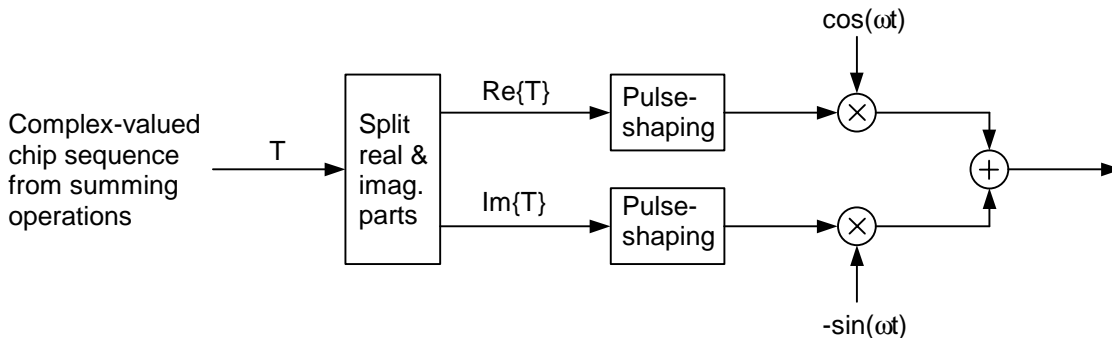 cos(ωt)
Complex-valued
chip sequence
from summing
operations
T
Split
real &
imag.
parts
Re{T}
Pulse-
shaping
Im{T}
Pulse-
shaping
-sin(ωt)